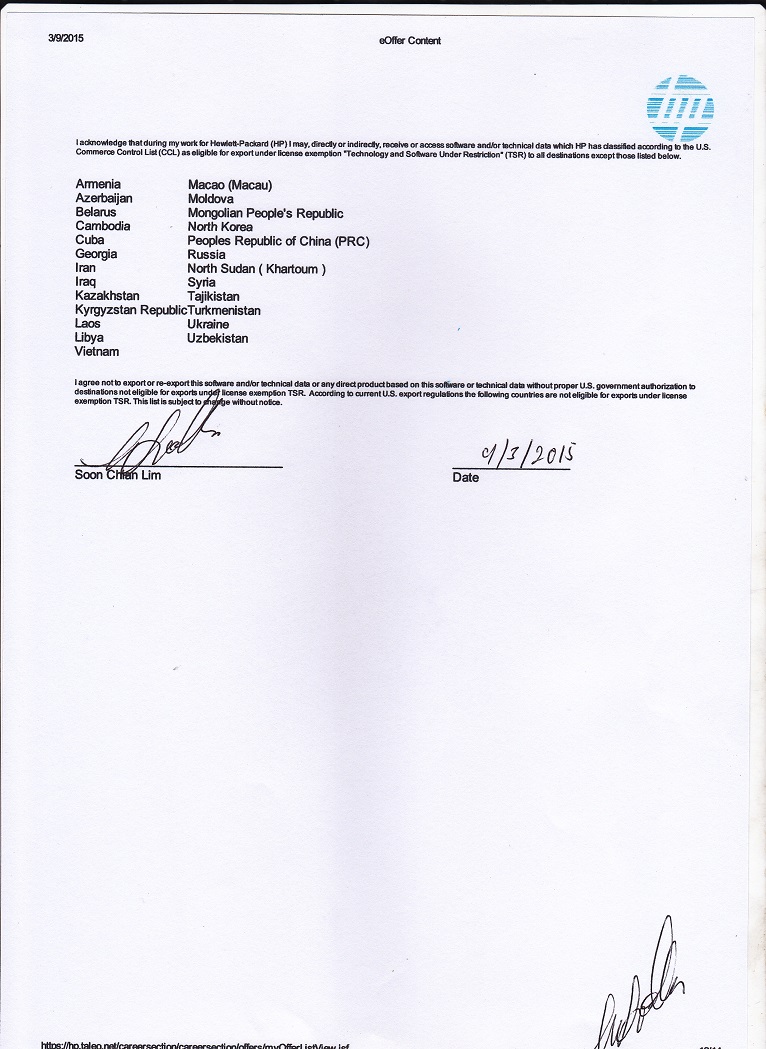 3/9/2015 eOffer Content
hp
I acknowledge that during my work for Hewlett-Packard (HP) I may, directly or indirectly, receive or access software and/or technical data which HP has classified according to the U.S.
Commerce Control List (CCL) as eligible for export under license exemption "Technology and Software Under Restriction" (TSR) to all destinations except those listed below.
Armenia Macao (Macau)
Azerbaijan Moldova
Belarus Mongolian People's Republic
Cambodia North Korea
Cuba Peoples Republic of China (PRC)
Georgia Russia
Iran North Sudan ( Khartoum )
Iraq Syria
Kazakhstan Tajikistan
Kyrgyzstan Republic Turkmenistan
Laos Ukraine
Libya Uzbekistan
Vietnam
I agree not to export or re-export this software and/or technical data or any direct product based on this software or technical data without proper U.S. government authorization to
destinations not eligible for exports under license exemption TSR. According to current U.S. export regulations the following countries are not eligible for exports under license
exemption TSR. This list is subject to change without notice.
9/3/2015
Soon Chian Lim Date
https://hp.taleo.net/careersection/careersection/offers/myOfferListView.jsf